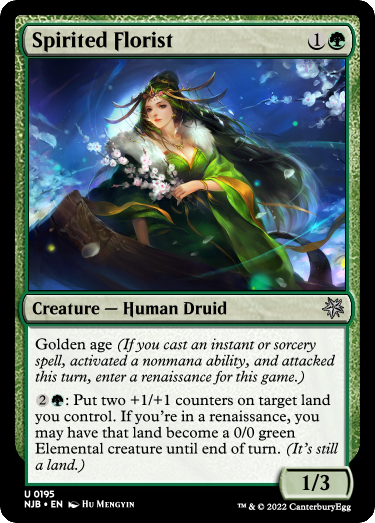 Spirited Florist 1
Creature — Human Druid
Golden age (If you cast an instant or sorcery
spell, activated a nonmana ability, and attacked
this turn, enter a renaissance for this game.)
2 : Put two +1/+1 counters on target land
you control. If you're in a renaissance, you
may have that land become a 0/0 green
Elemental creature until end of turn. (It's still
a land.)
1/3
U 0195
NJB • EN Hu Mengyin
™ & © 2022 CanterburyEgg